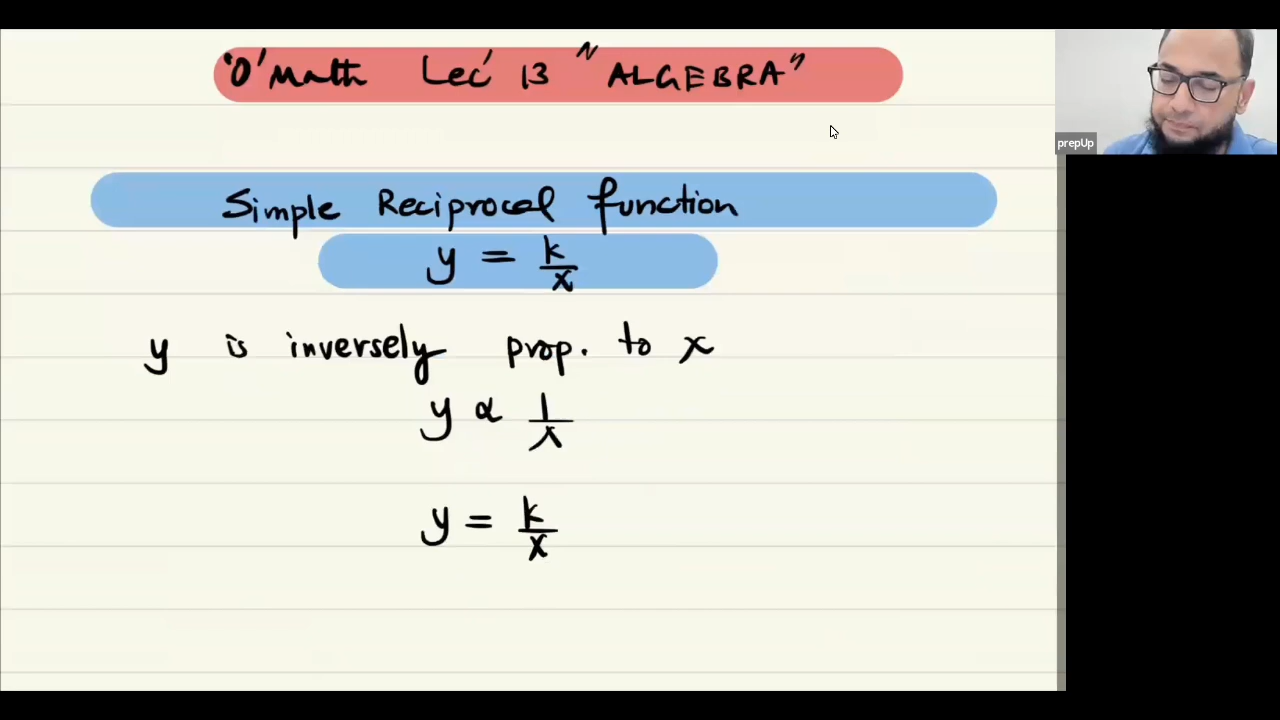 'O' Math Lec' 13 "ALGEBRA"
prepUp
Simple Reciprocal function
y = k/x
y is inversely prop. to x
y ∝ 1/x
y = k/x